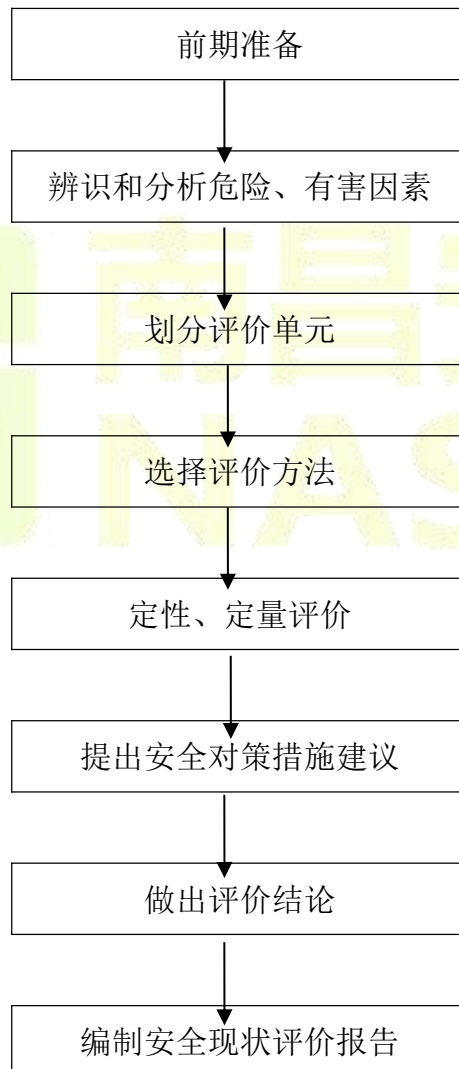 前期准备
辨识和分析危险、有害因素
划分评价单元
选择评价方法
定性、定量评价
提出安全对策措施建议
做出评价结论
编制安全现状评价报告
南昌
NAS